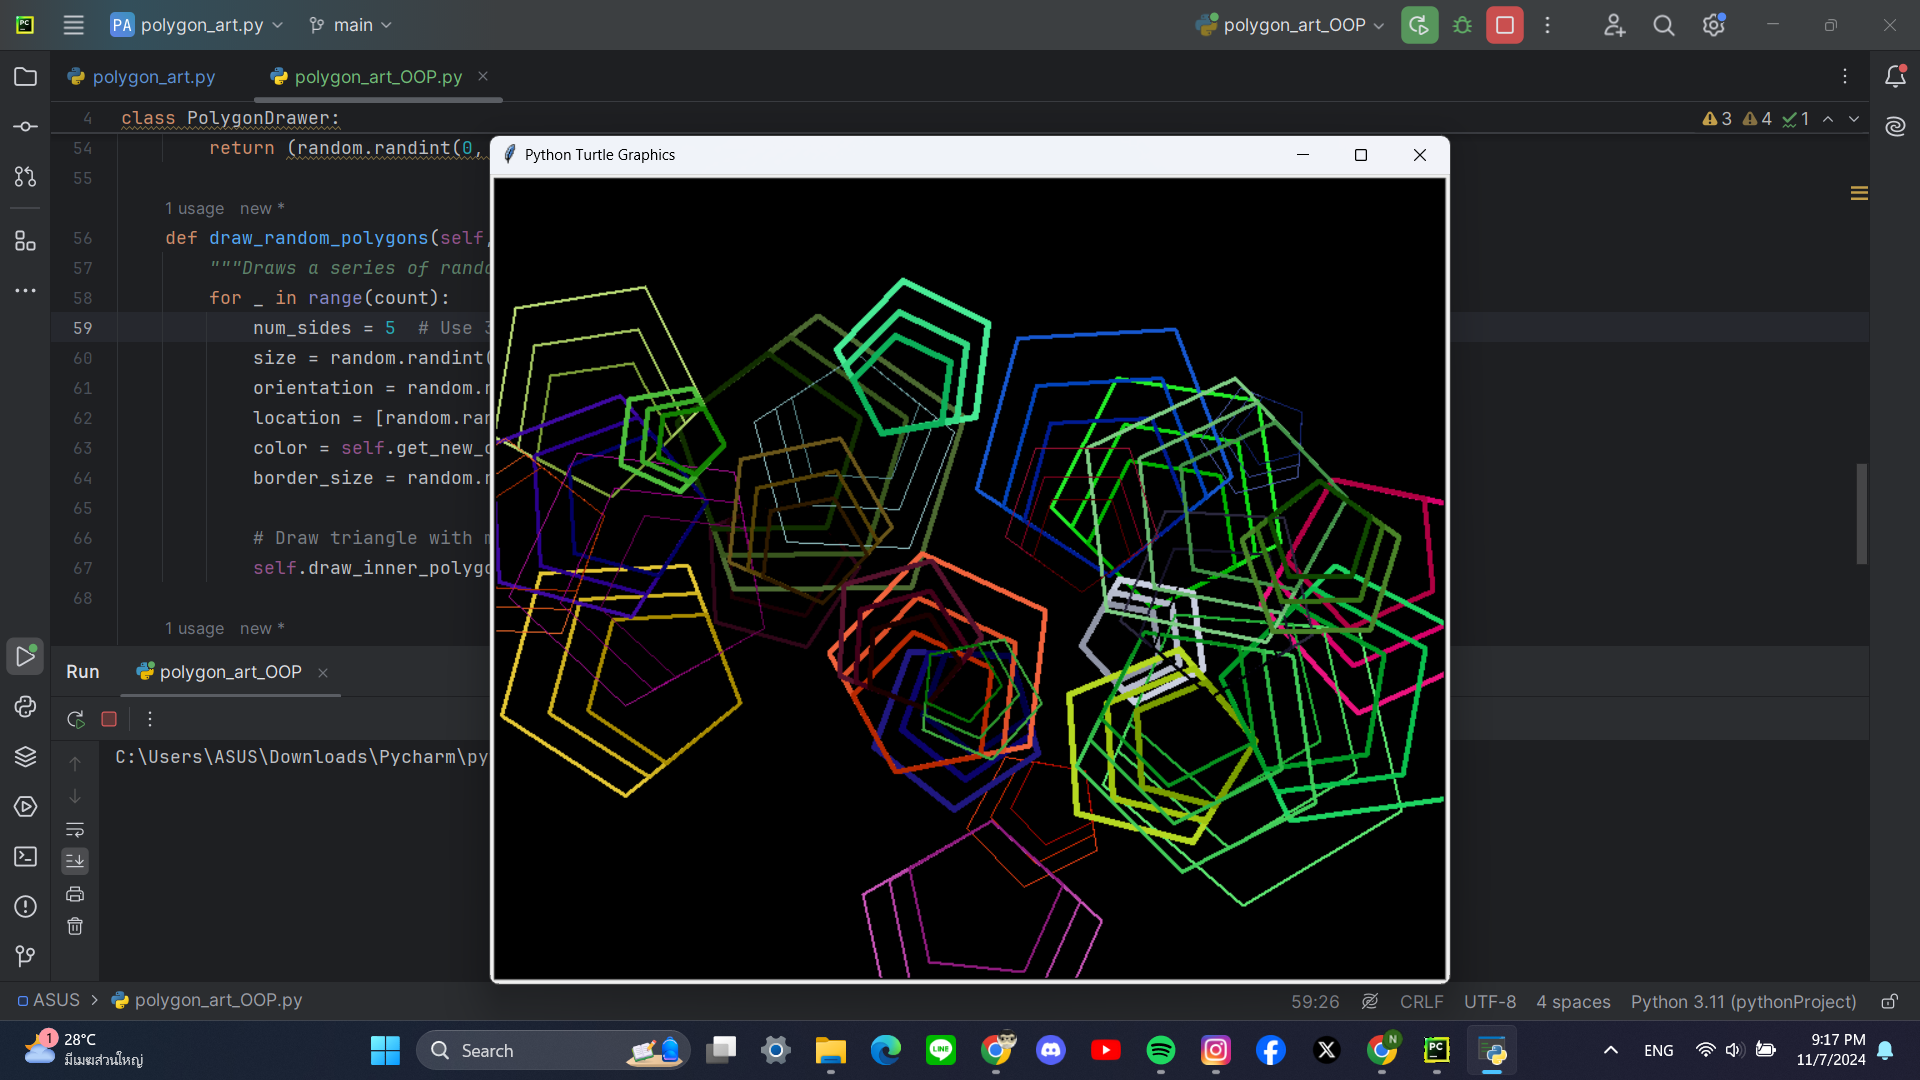 PC
PA polygon_art.py
main
polygon_art_OOP
polygon_art.py
polygon_art_OOP.py
4 class PolygonDrawer:
3 4 1
54 return (random.randint(0,
55
1 usage new *
56 def draw_random_polygons(self,
57 """Draws a series of rando
58 for _ in range(count):
59 num_sides = 5 # Use 3
60 size = random.randint(
61 orientation = random.r
62 location = [random.ran
63 color = self.get_new_c
64 border_size = random.r
65
66 # Draw triangle with m
67 self.draw_inner_polygo
68
1 usage new *
Python Turtle Graphics
Run
polygon_art_OOP
C:\Users\ASUS\Downloads\Pycharm\py
ASUS > polygon_art_OOP.py
59:26 CRLF UTF-8 4 spaces Python 3.11 (pythonProject)
1
28°C
มีเมฆส่วนใหญ่
Search
LINE
N
PC
ENG
9:17 PM
11/7/2024